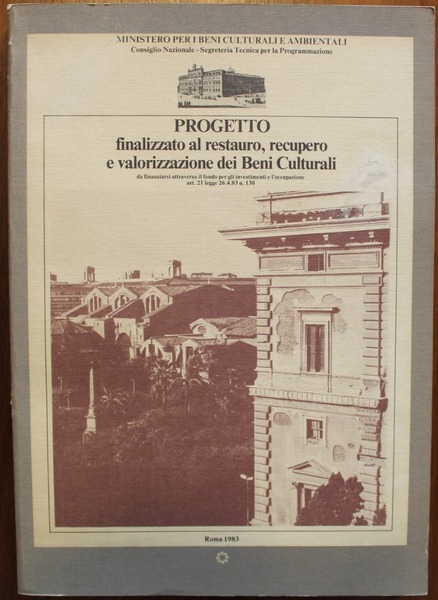 MINISTERO PER I BENI CULTURALI E AMBIENTALI
Consiglio Nazionale - Segreteria Tecnica per la Programmazione
PROGETTO
finalizzato al restauro, recupero
e valorizzazione dei Beni Culturali
da finanziarsi attraverso il fondo per gli investimenti e l'occupazione
art. 21 legge 26.4.83 n. 130
Roma 1983